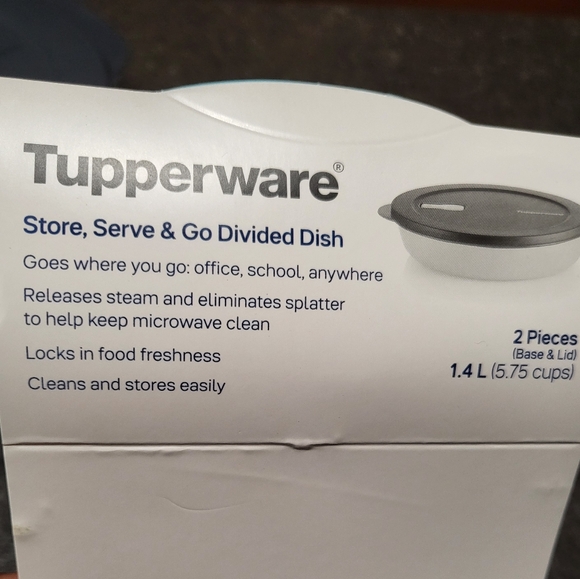 Tupperware®
Store, Serve & Go Divided Dish
Goes where you go: office, school, anywhere
Releases steam and eliminates splatter
to help keep microwave clean
Locks in food freshness
Cleans and stores easily
2 Pieces
(Base & Lid)
1.4 L (5.75 cups)